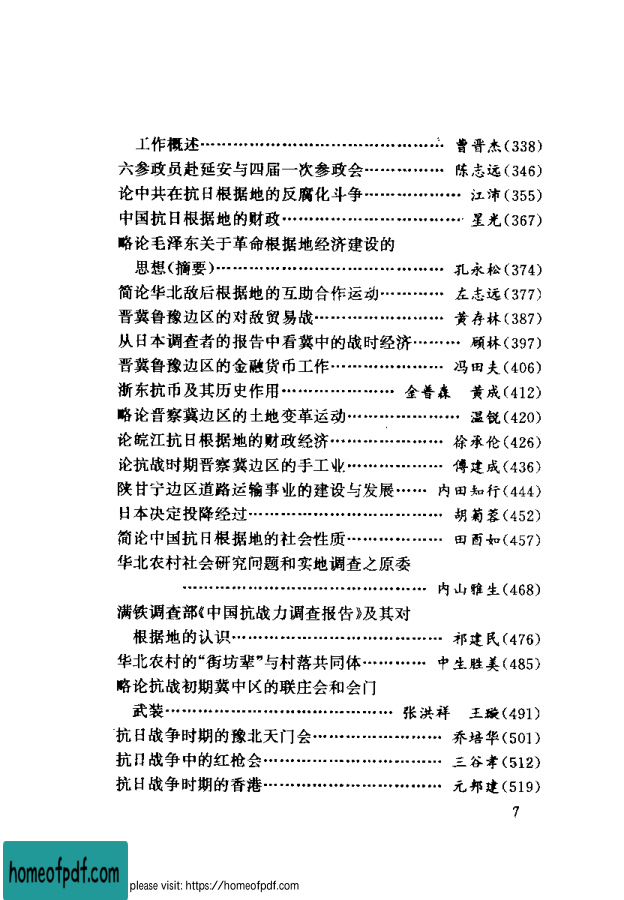 工作概述……………………………………… 曹晋杰(338)
六参政员赴延安与四届一次参政会…………… 陈志远(346)
论中共在抗日根据地的反腐化斗争……………… 江沛(355)
中国抗日根据地的财政…………………………… 星光(367)
略论毛泽东关于革命根据地经济建设的
思想(摘要)…………………………………… 孔永松(374)
简论华北敌后根据地的互助合作运动………… 左志远(377)
晋冀鲁豫边区的对敌贸易战…………………… 黄存林(387)
从日本调查者的报告中看冀中的战时经济……… 顾林(397)
晋冀鲁豫边区的金融货币工作………………… 冯田夫(406)
浙东抗币及其历史作用………………… 金普森 黄成(412)
略论晋察冀边区的土地变革运动………………… 温锐(420)
论皖江抗日根据地的财政经济………………… 徐承伦(426)
论抗战时期晋察冀边区的手工业……………… 傅建成(436)
陕甘宁边区道路运输事业的建设与发展…… 内田知行(444)
日本决定投降经过……………………………… 胡菊蓉(452)
简论中国抗日根据地的社会性质……………… 田酉如(457)
华北农村社会研究问题和实地调查之原委
……………………………………… 内山雅生(468)
满铁调查部《中国抗战力调查报告》及其对
根据地的认识………………………………… 祁建民(476)
华北农村的“街坊辈”与村落共同体………… 中生胜美(485)
略论抗战初期冀中区的联庄会和会门
武装…………………………………… 张洪祥 王璇(491)
抗日战争时期的豫北天门会…………………… 乔培华(501)
抗日战争中的红枪会…………………………… 三谷孝(512)
抗日战争时期的香港…………………………… 元邦建(519)
7
homeofpdf.com
please visit: https://homeofpdf.com